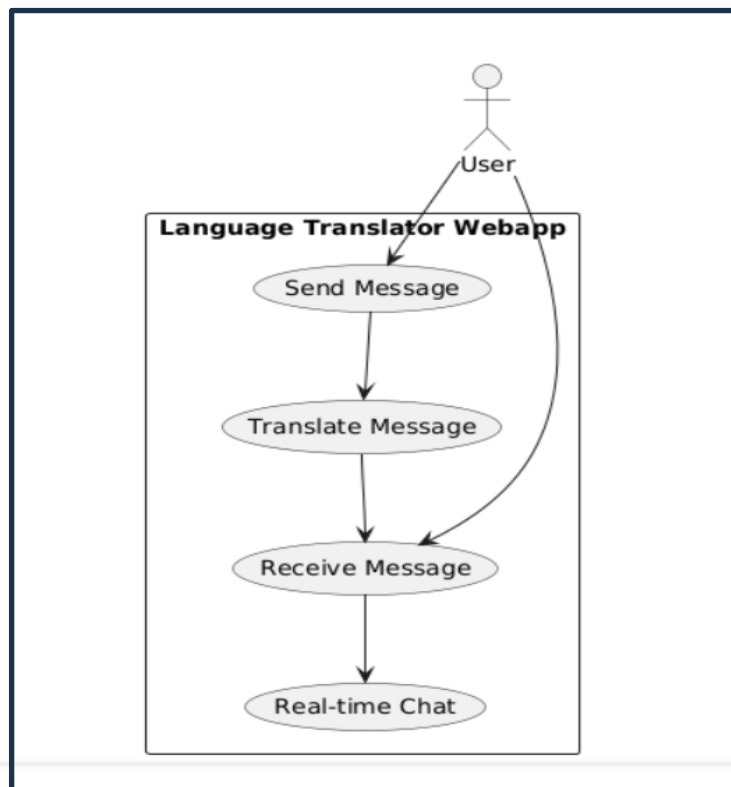 User
Language Translator Webapp
Send Message
Translate Message
Receive Message
Real-time Chat